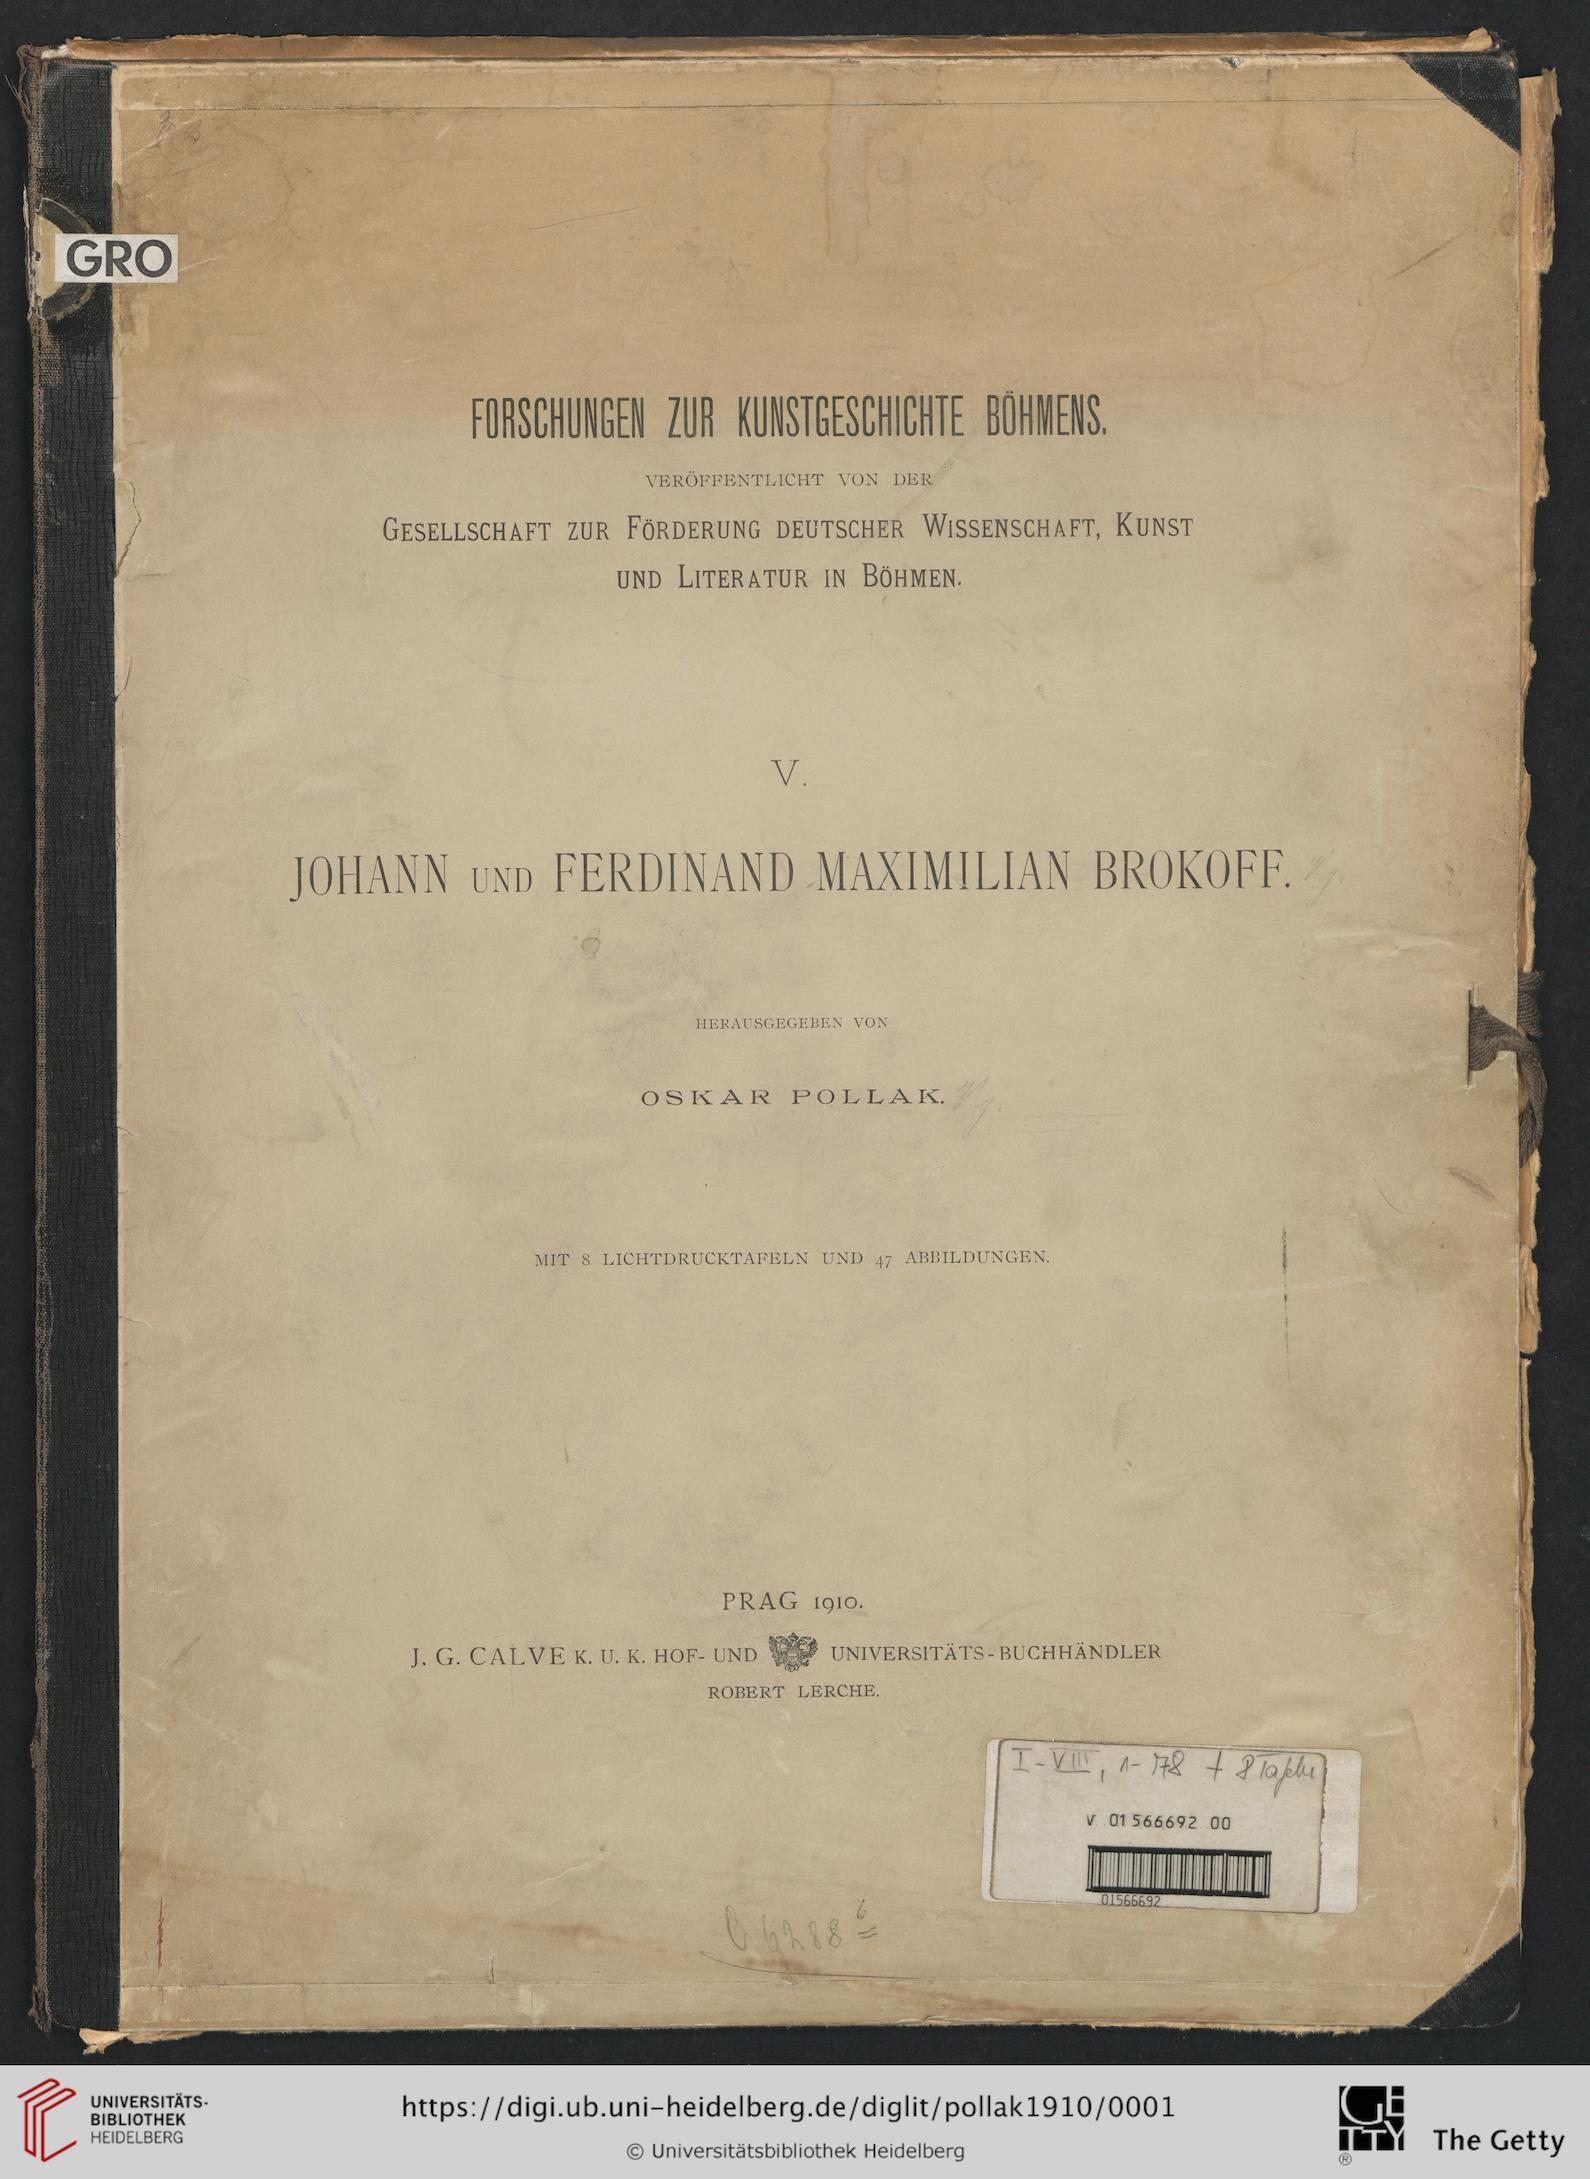 GRO
FORSCHUNGEN ZUR KUNSTGESCHICHTE BÖHMENS.
VERÖFFENTLICHT VON DER
GESELLSCHAFT ZUR FÖRDERUNG DEUTSCHER WISSENSCHAFT, KUNST
UND LITERATUR IN BÖHMEN.
V.
JOHANN UND FERDINAND MAXIMILIAN BROKOFF.
HERAUSGEGEBEN VON
OSKAR POLLAK.
MIT 8 LICHTDRUCKTAFELN UND 47 ABBILDUNGEN.
PRAG 1910.
J. G. CALVE K. U. K. HOF- UND UNIVERSITÄTS-BUCHHÄNDLER
ROBERT LERCHE.
I-VIII, 1-78 + 8 Tafeln
V 01566692 00
01566692
6288
UNIVERSITÄTS-
BIBLIOTHEK
HEIDELBERG
https://digi.ub.uni-heidelberg.de/diglit/pollak1910/0001
© Universitätsbibliothek Heidelberg
GETTY
®
The Getty